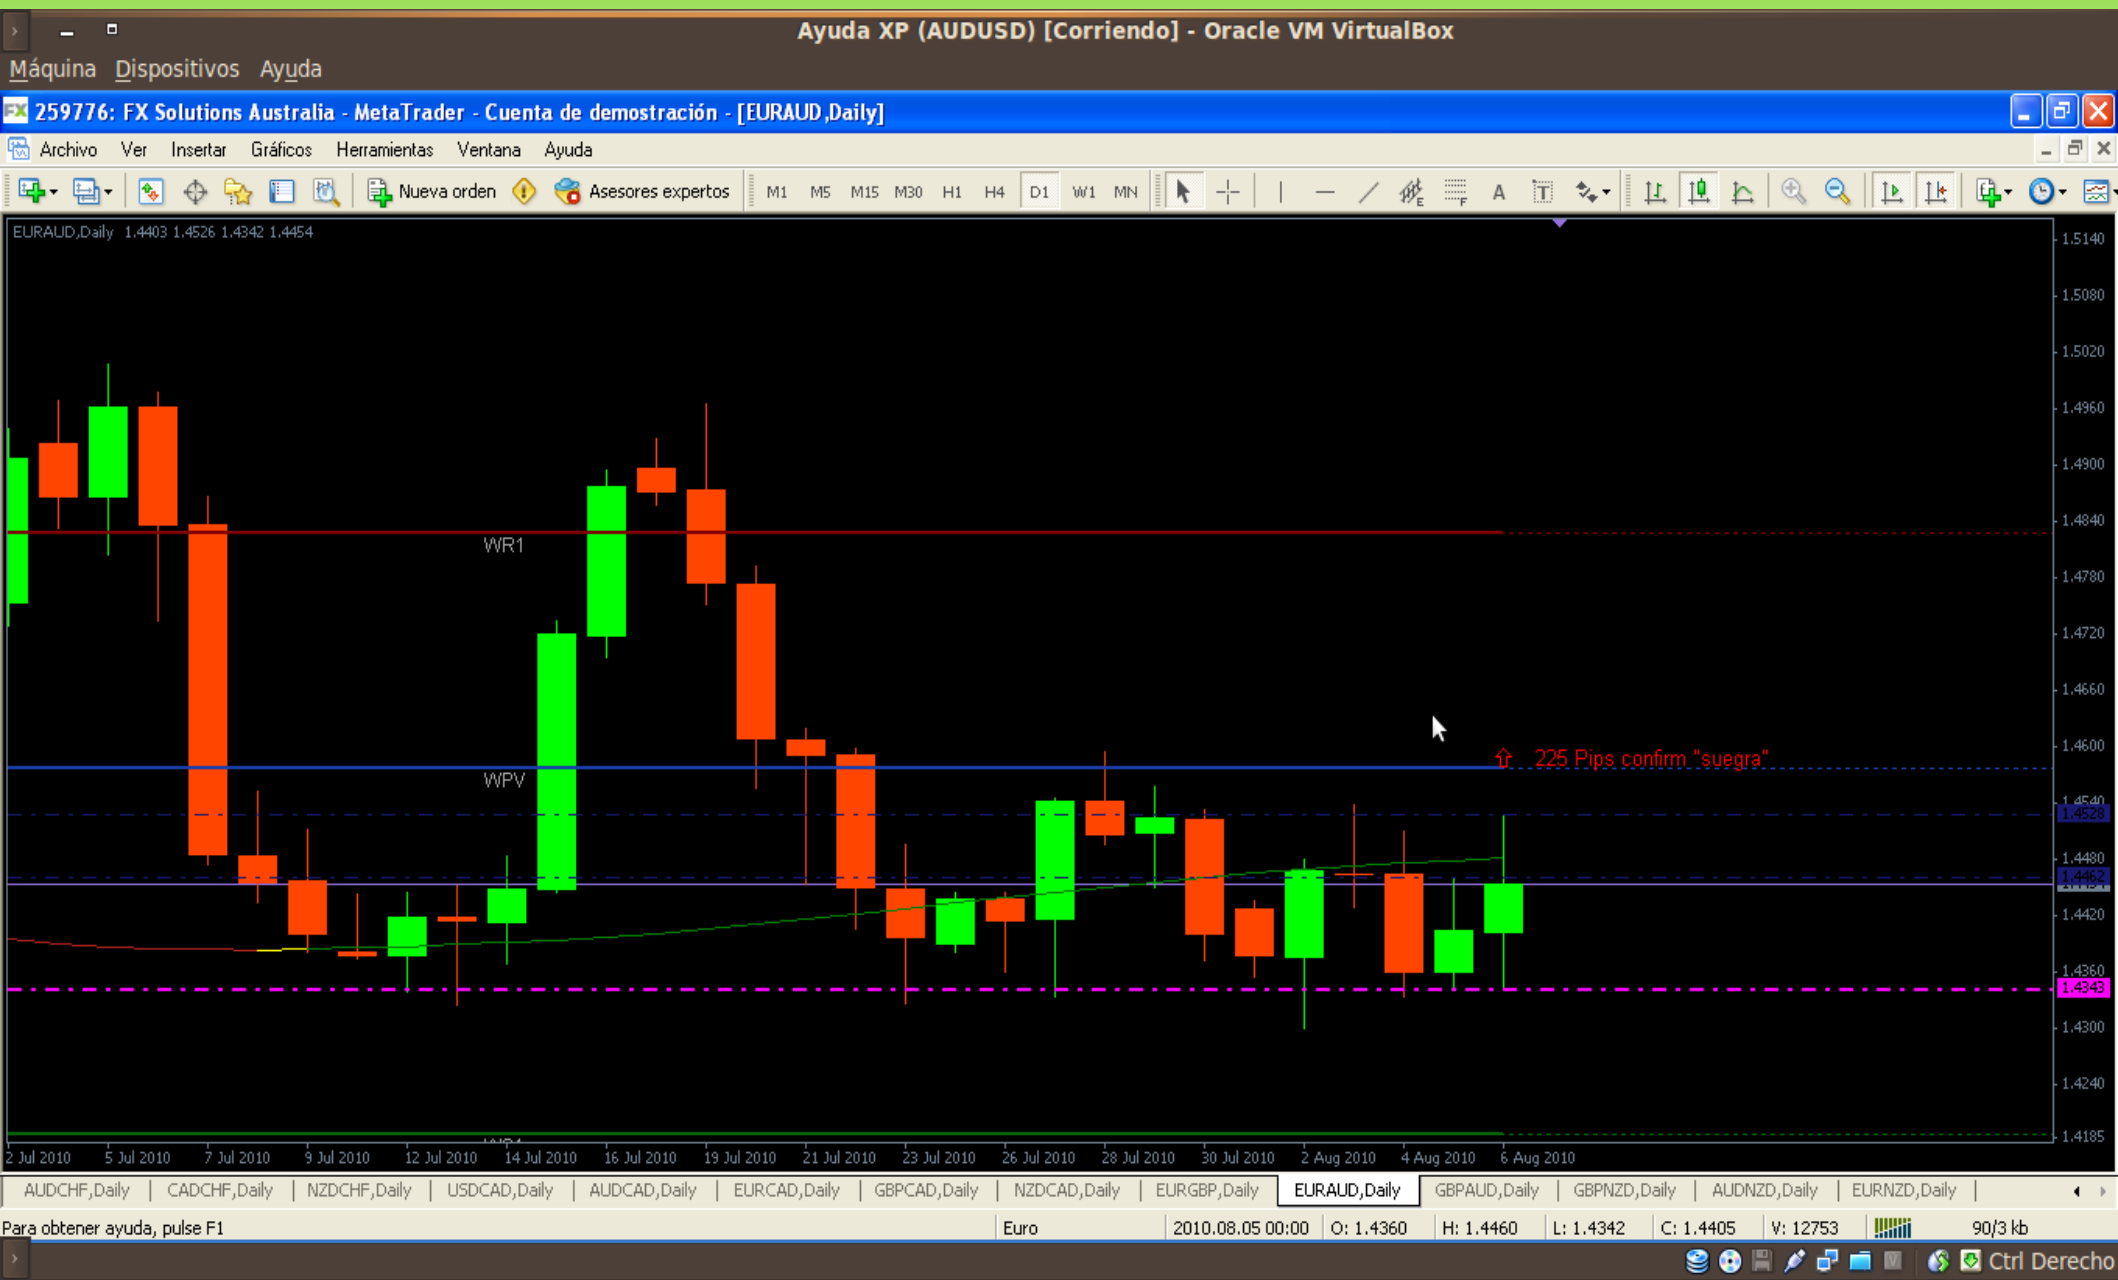 Ayuda XP (AUDUSD) [Corriendo] - Oracle VM VirtualBox
Máquina Dispositivos Ayuda
FX 259776: FX Solutions Australia - MetaTrader - Cuenta de demostración - [EURAUD,Daily]
Archivo Ver Insertar Gráficos Herramientas Ventana Ayuda
Nueva orden Asesores expertos M1 M5 M15 M30 H1 H4 D1 W1 MN E F A T
EURAUD,Daily 1.4403 1.4526 1.4342 1.4454
1.5140
1.5080
1.5020
1.4960
1.4900
1.4840
WR1
1.4780
1.4720
1.4660
1.4600
225 Pips confirm "suegra"
WPV
1.4540
1.4528
1.4480
1.4462
1.4420
1.4360
1.4343
1.4300
1.4240
1.4185
2 Jul 2010 5 Jul 2010 7 Jul 2010 9 Jul 2010 12 Jul 2010 14 Jul 2010 16 Jul 2010 19 Jul 2010 21 Jul 2010 23 Jul 2010 26 Jul 2010 28 Jul 2010 30 Jul 2010 2 Aug 2010 4 Aug 2010 6 Aug 2010
AUDCHF,Daily CADCHF,Daily NZDCHF,Daily USDCAD,Daily AUDCAD,Daily EURCAD,Daily GBPCAD,Daily NZDCAD,Daily EURGBP,Daily EURAUD,Daily GBPAUD,Daily GBPNZD,Daily AUDNZD,Daily EURNZD,Daily
Para obtener ayuda, pulse F1 Euro 2010.08.05 00:00 O: 1.4360 H: 1.4460 L: 1.4342 C: 1.4405 V: 12753 90/3 kb
Ctrl Derecho